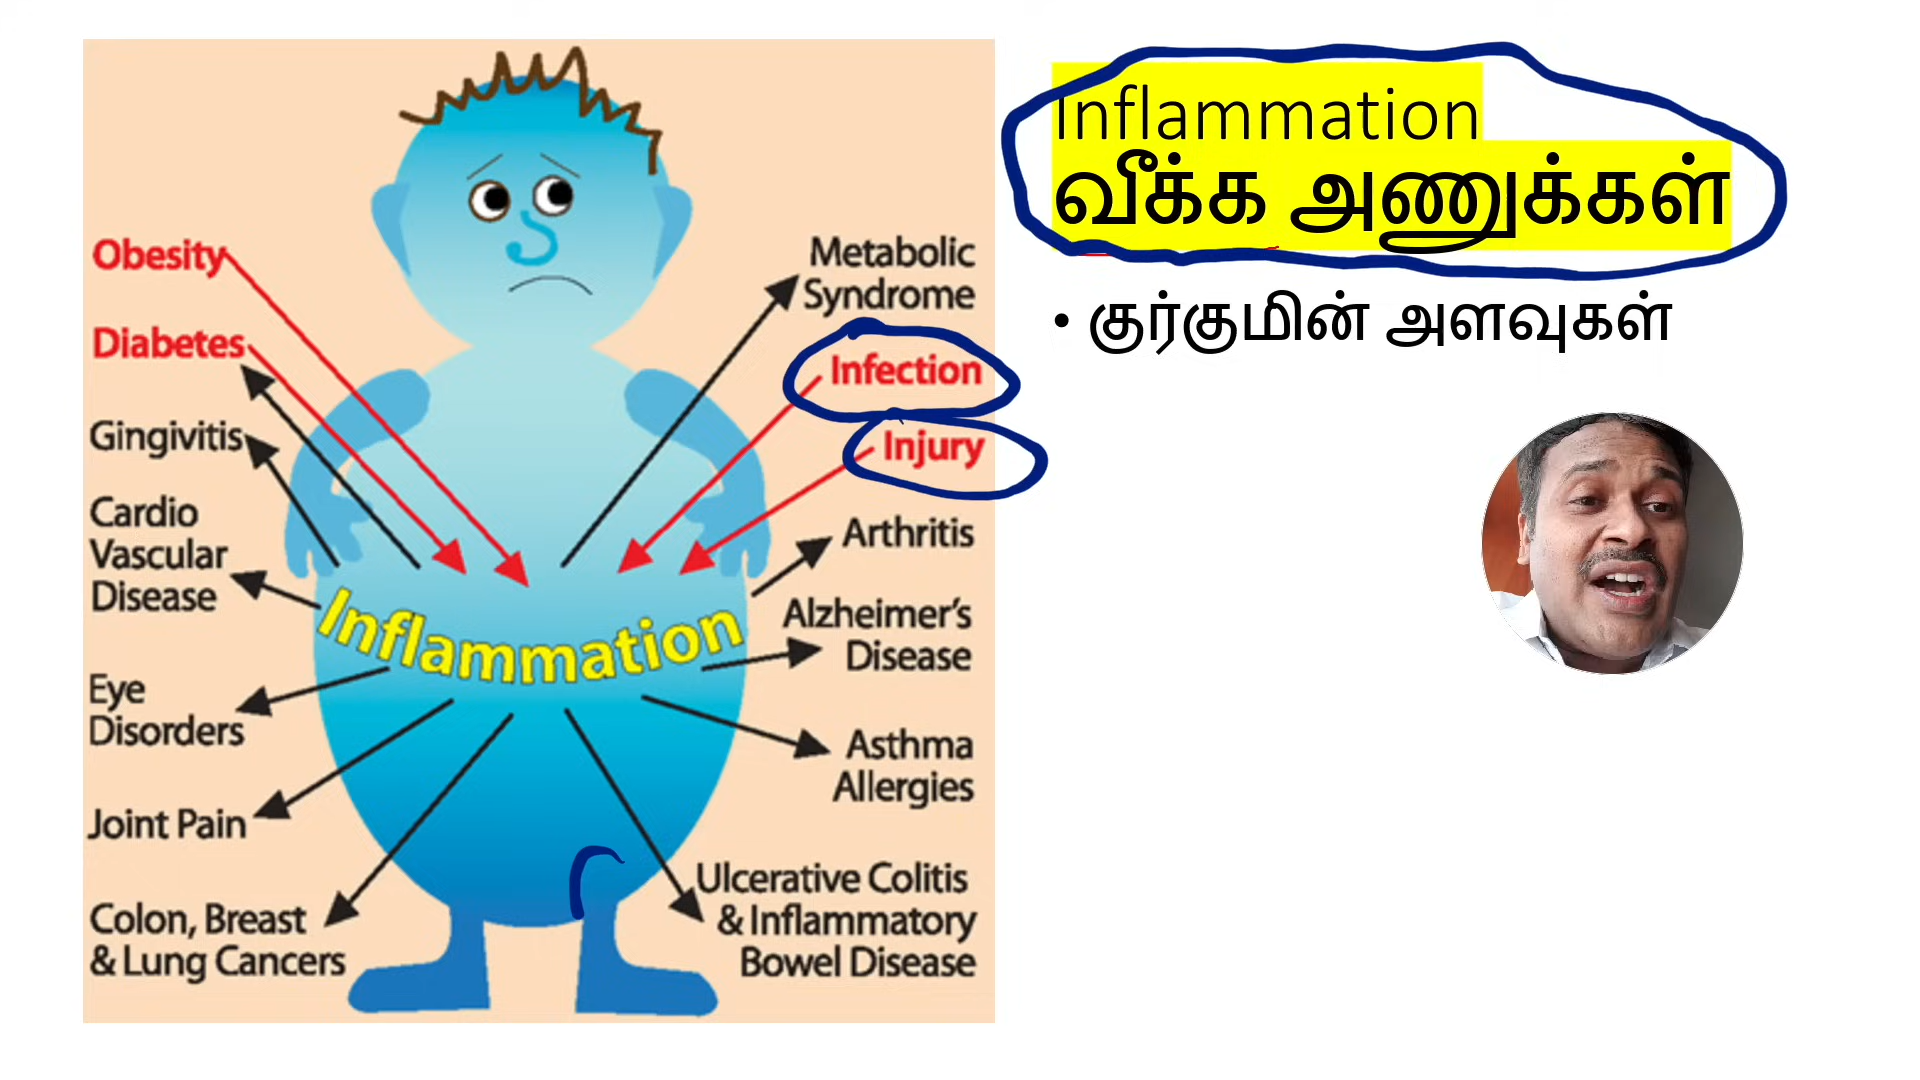 Inflammation
வீக்க அணுக்கள்
• குர்குமின் அளவுகள்
Obesity
Diabetes
Gingivitis
Cardio
Vascular
Disease
Eye
Disorders
Joint Pain
Colon, Breast
& Lung Cancers
Inflammation
Metabolic
Syndrome
Infection
Injury
Arthritis
Alzheimer's
Disease
Asthma
Allergies
Ulcerative Colitis
& Inflammatory
Bowel Disease